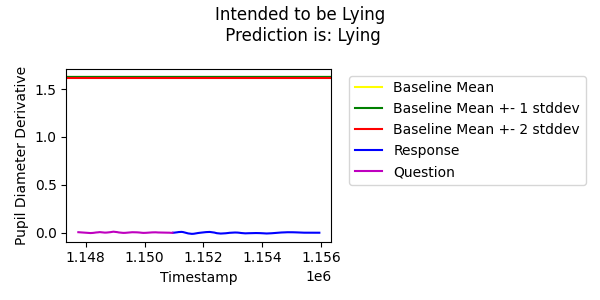 Intended to be Lying
Prediction is: Lying
Pupil Diameter Derivative
1.5
1.0
0.5
0.0
1.148
1.150
1.152
1.154
1.156
1e6
Timestamp
Baseline Mean
Baseline Mean +- 1 stddev
Baseline Mean +- 2 stddev
Response
Question